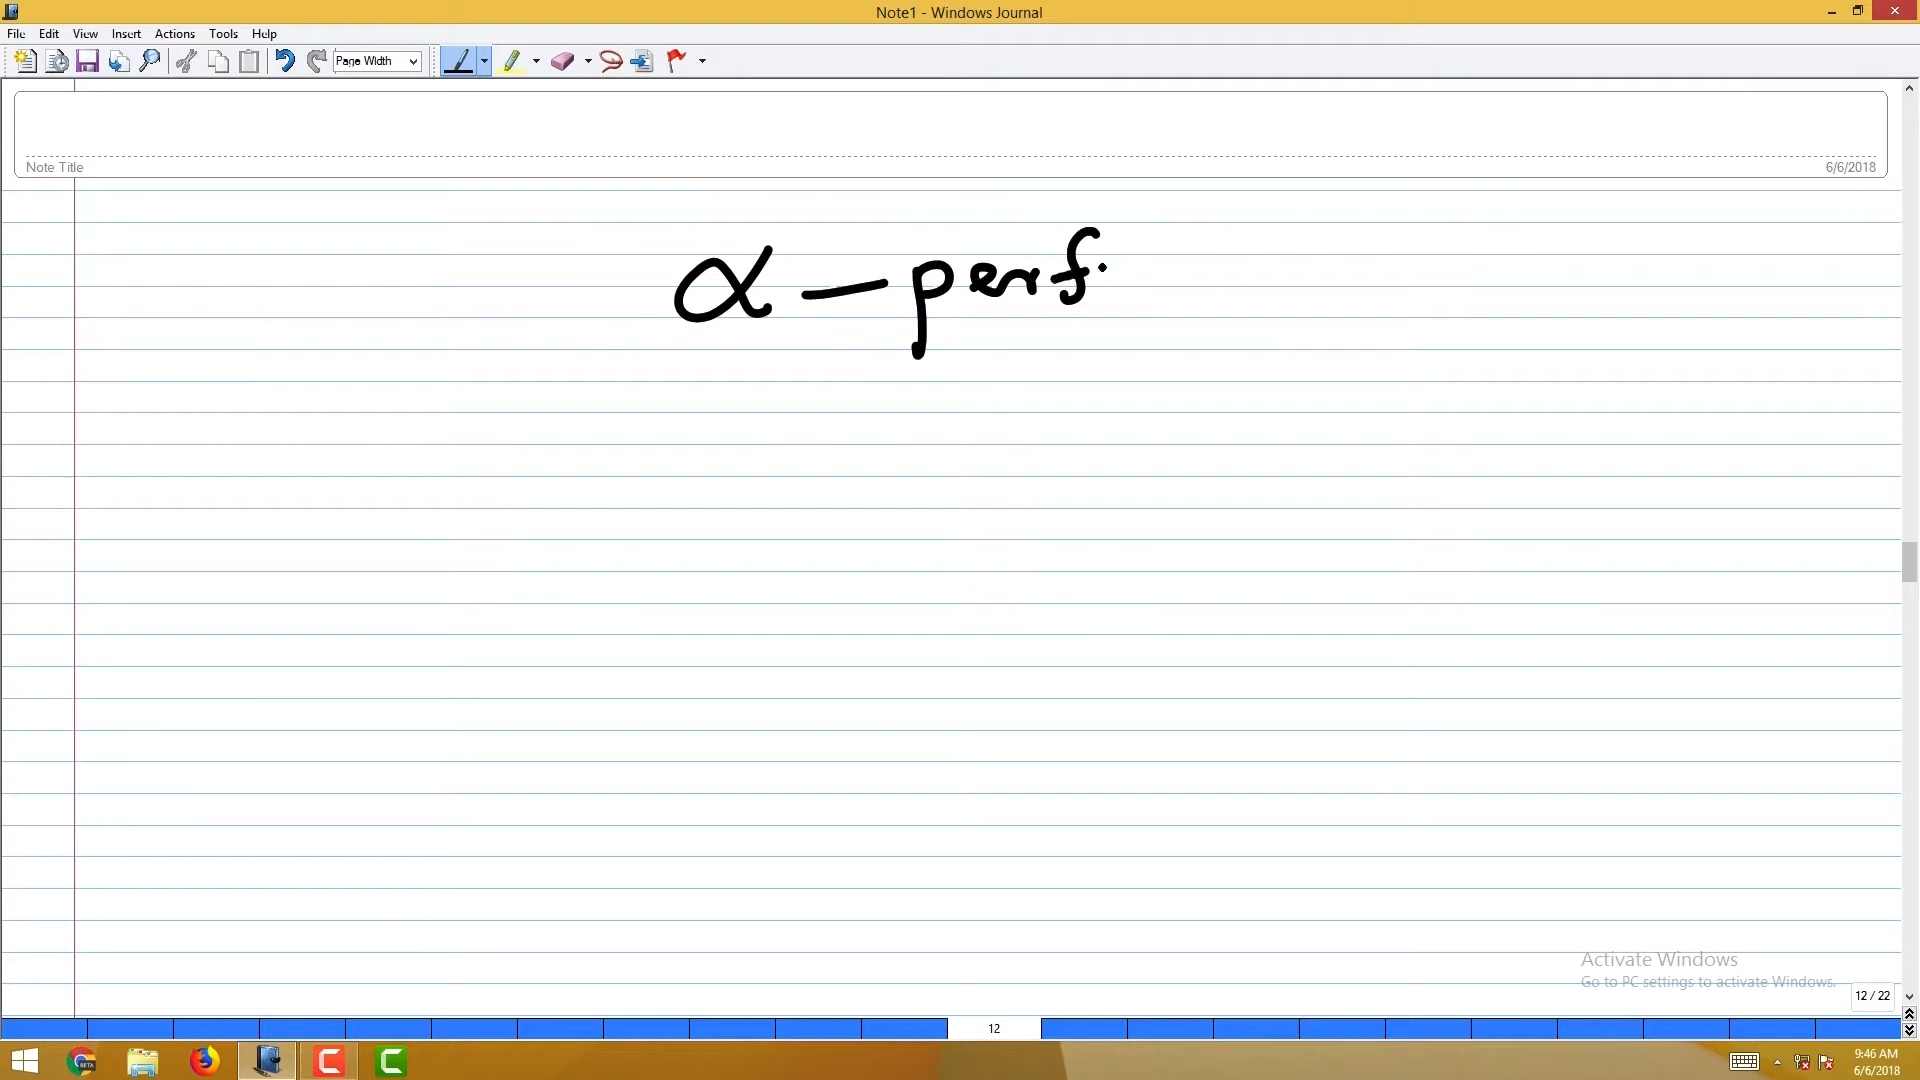 Note1 - Windows Journal
File Edit View Insert Actions Tools Help
Page Width
Note Title 6/6/2018
α – perf
Activate Windows
Go to PC settings to activate Windows.
12 / 22
12
BETA
9:46 AM
6/6/2018